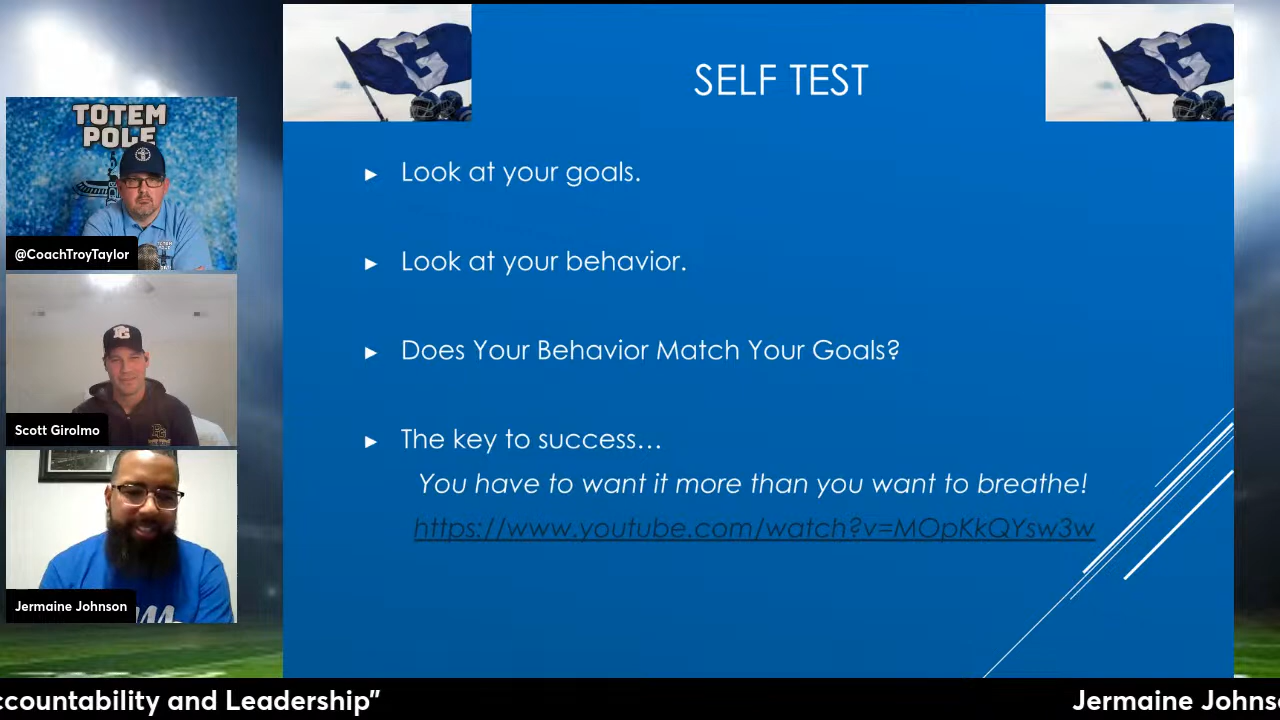 TOTEM
POLE
@CoachTroyTaylor
Scott Girolmo
Jermaine Johnson
G
G
SELF TEST
Look at your goals.
Look at your behavior.
Does Your Behavior Match Your Goals?
The key to success...
You have to want it more than you want to breathe!
https://www.youtube.com/watch?v=MOpKkQYsw3w
ccountability and Leadership”
Jermaine Johns